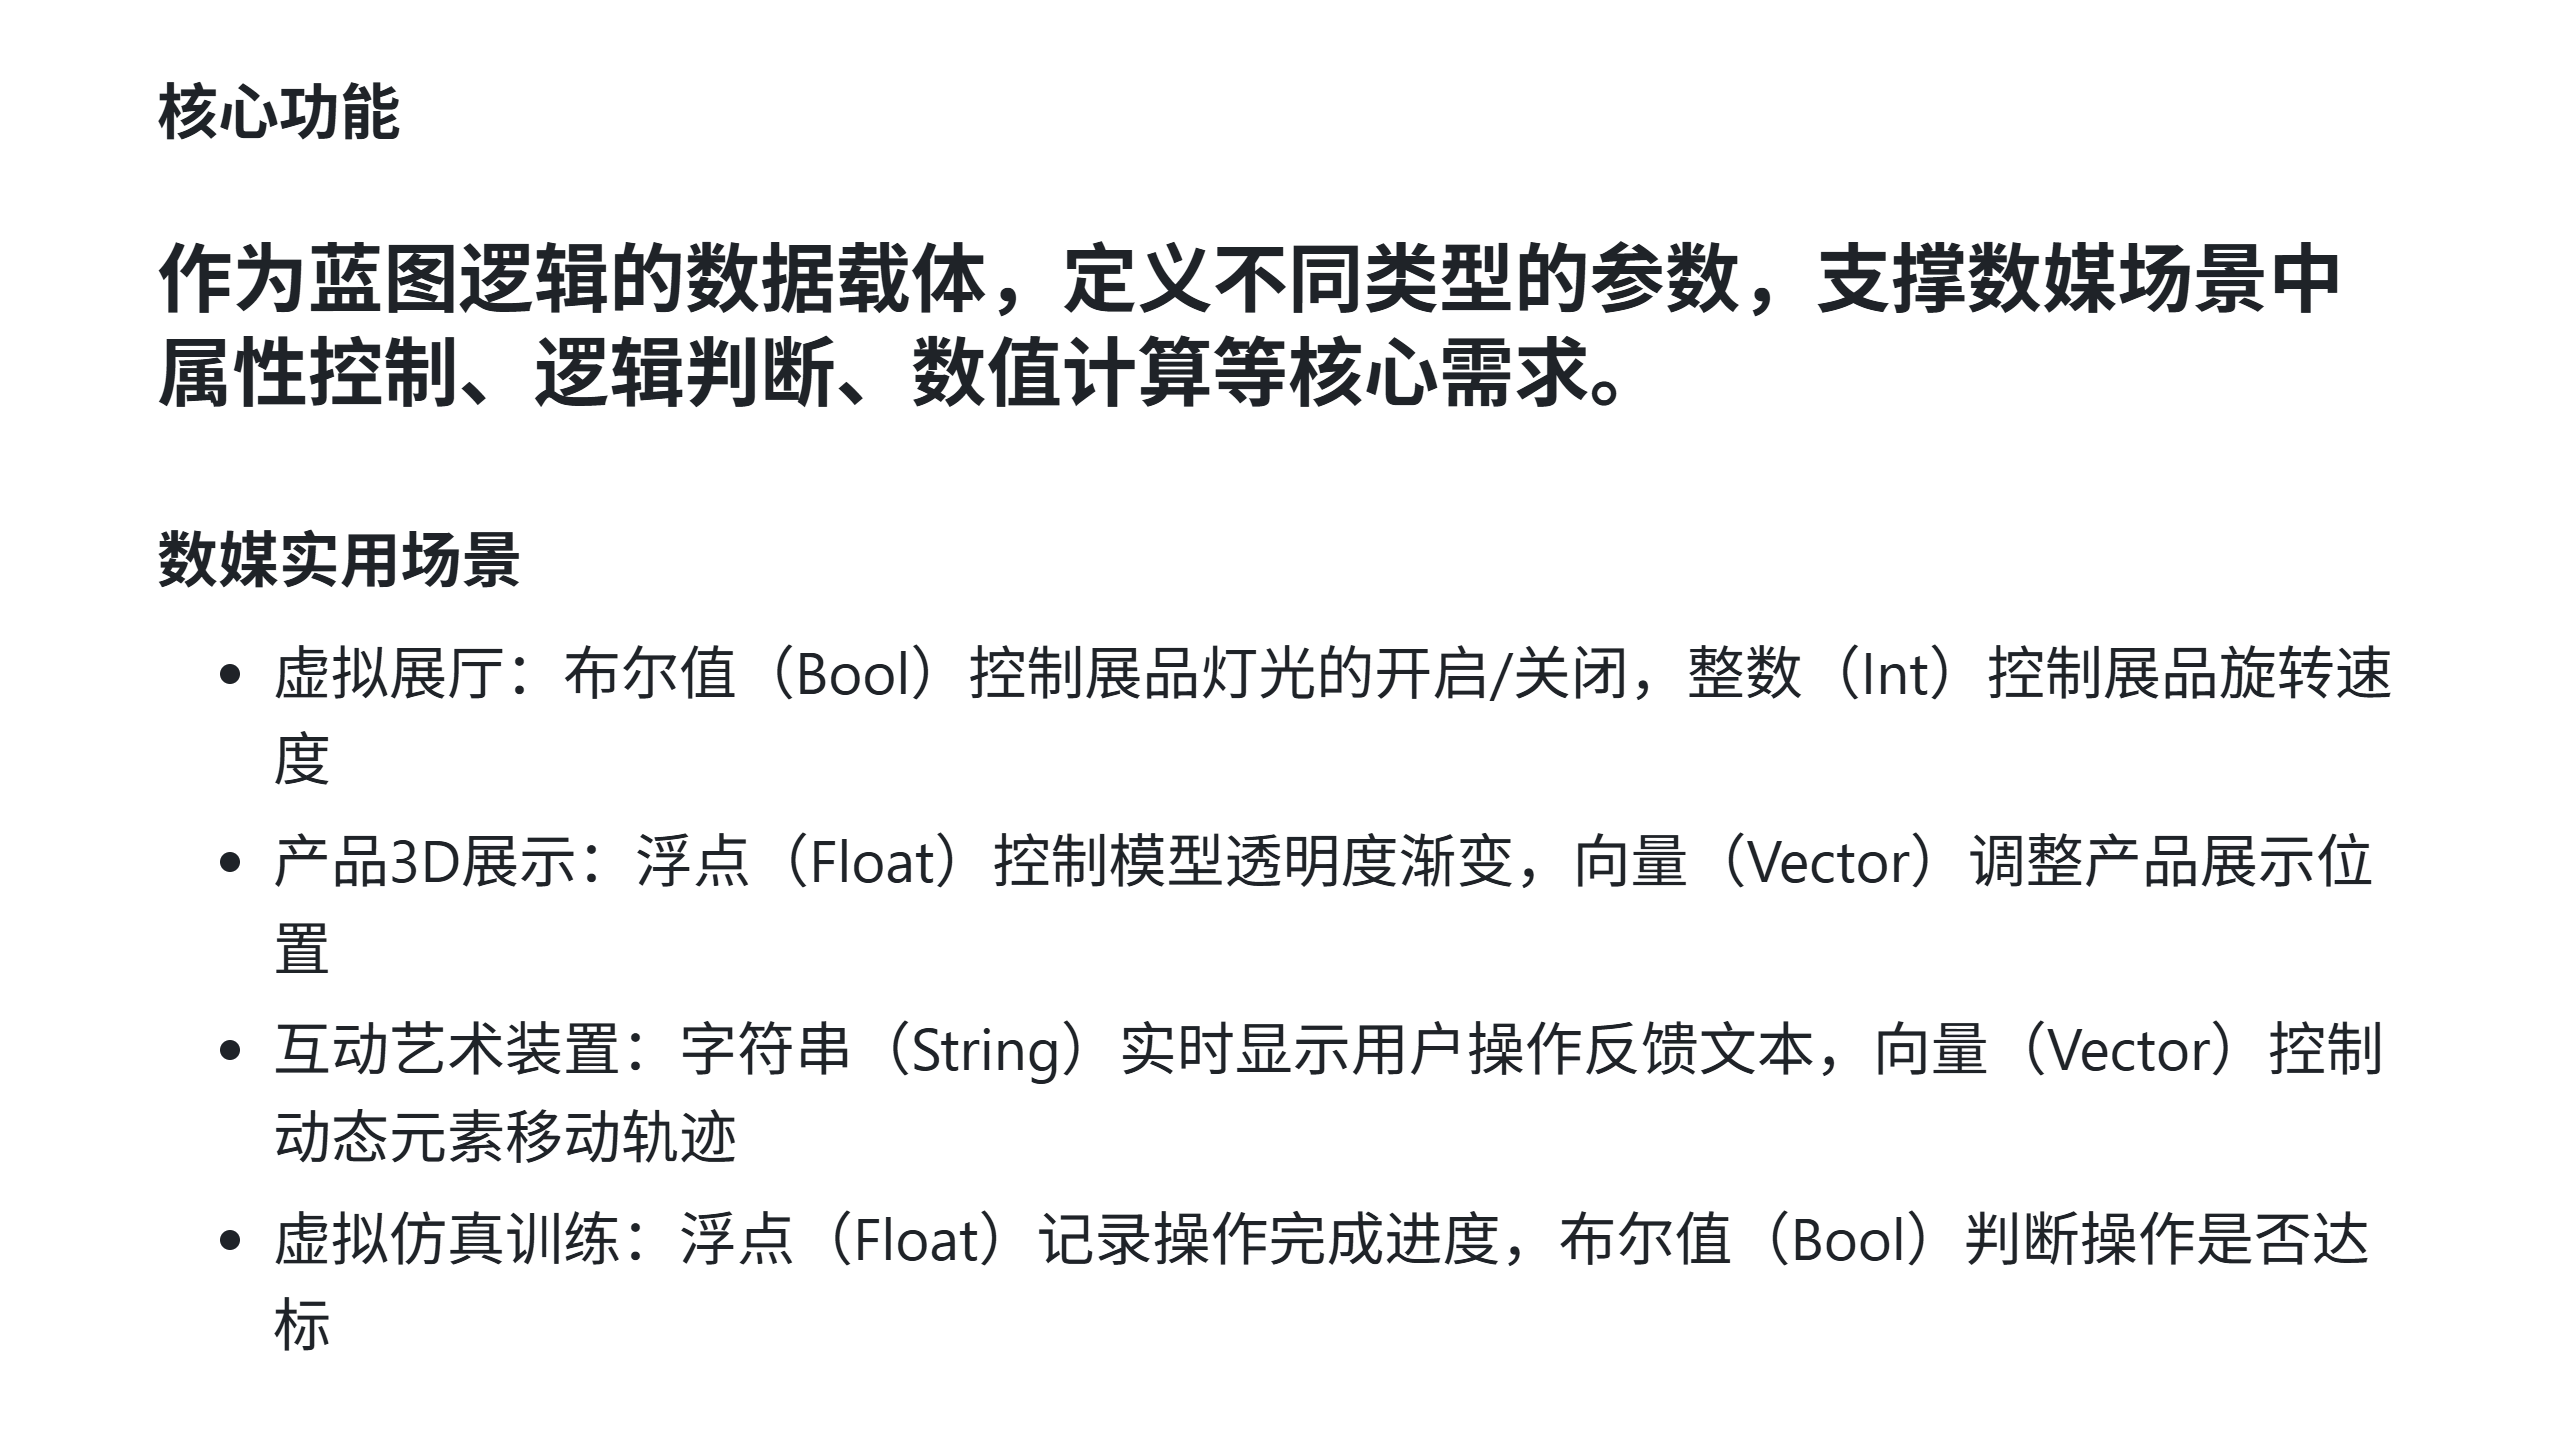 核心功能
作为蓝图逻辑的数据载体，定义不同类型的参数，支撑数媒场景中
属性控制、逻辑判断、数值计算等核心需求。
数媒实用场景
• 虚拟展厅：布尔值（Bool）控制展品灯光的开启/关闭，整数（Int）控制展品旋转速
度
• 产品3D展示：浮点（Float）控制模型透明度渐变，向量（Vector）调整产品展示位
置
• 互动艺术装置：字符串（String）实时显示用户操作反馈文本，向量（Vector）控制
动态元素移动轨迹
• 虚拟仿真训练：浮点（Float）记录操作完成进度，布尔值（Bool）判断操作是否达
标